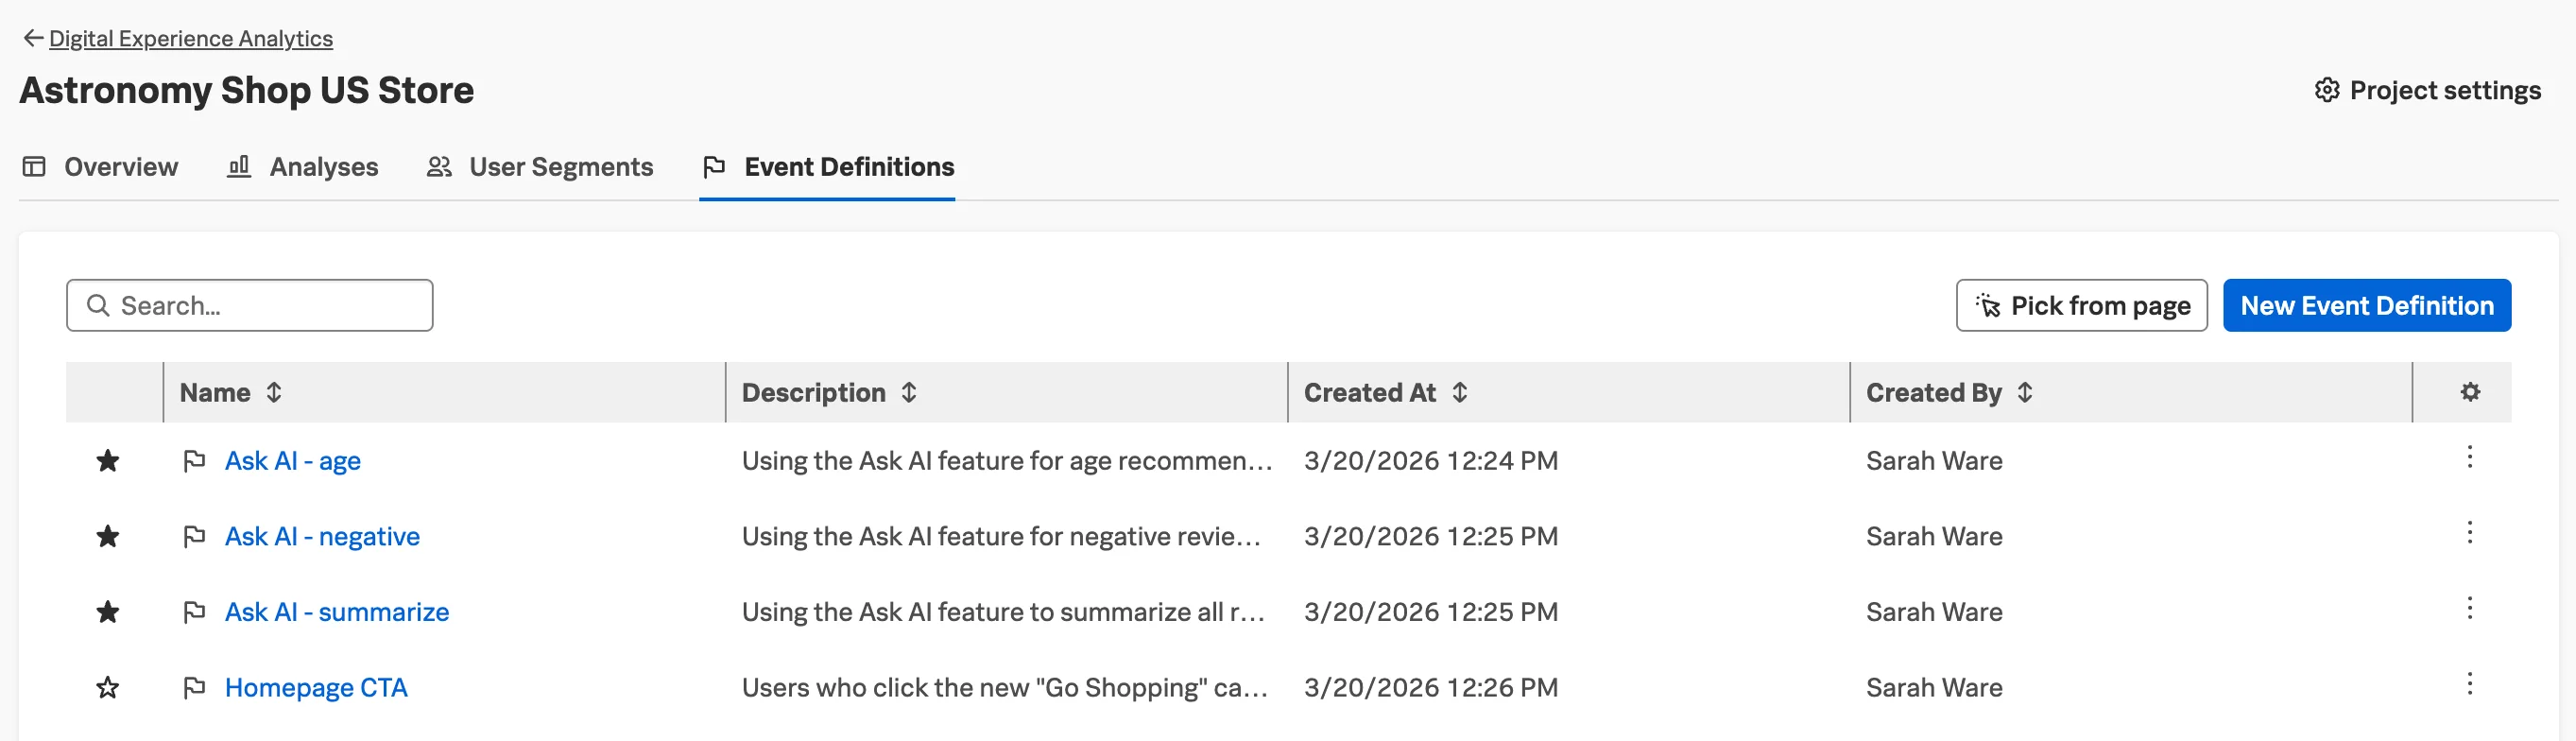 Digital Experience Analytics
Astronomy Shop US Store
Project settings
Overview Analyses User Segments Event Definitions
Search... Pick from page New Event Definition
Name Description Created At Created By
Ask AI - age Using the Ask AI feature for age recommen... 3/20/2026 12:24 PM Sarah Ware
Ask AI - negative Using the Ask AI feature for negative revie... 3/20/2026 12:25 PM Sarah Ware
Ask AI - summarize Using the Ask AI feature to summarize all r... 3/20/2026 12:25 PM Sarah Ware
Homepage CTA Users who click the new "Go Shopping" ca... 3/20/2026 12:26 PM Sarah Ware